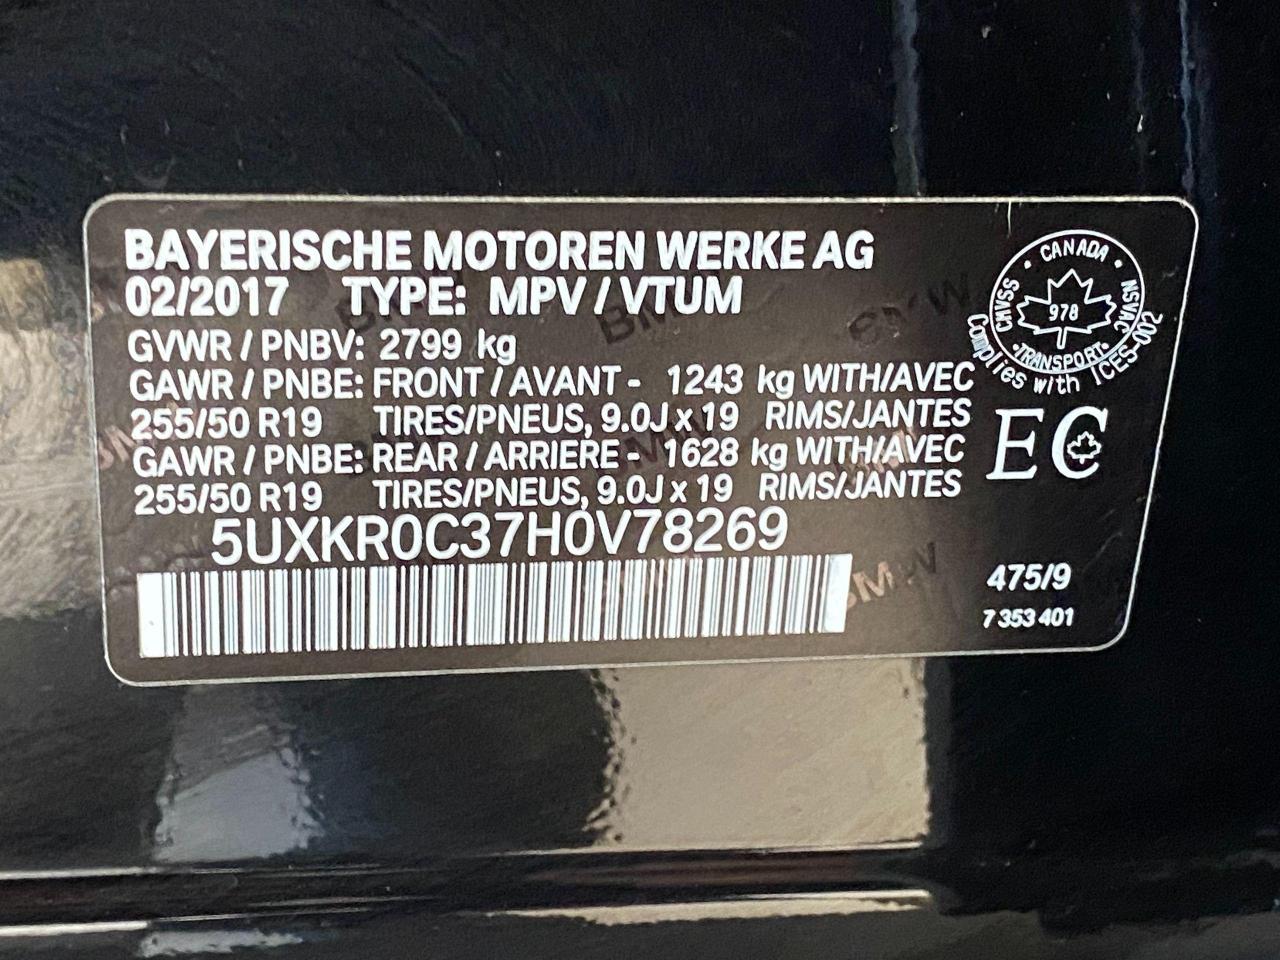 BAYERISCHE MOTOREN WERKE AG
02/2017 TYPE: MPV / VTUM
GVWR / PNBV: 2799 kg
GAWR / PNBE: FRONT / AVANT - 1243 kg WITH/AVEC
255/50 R19 TIRES/PNEUS, 9.0J x 19 RIMS/JANTES
GAWR / PNBE: REAR / ARRIERE - 1628 kg WITH/AVEC
255/50 R19 TIRES/PNEUS, 9.0J x 19 RIMS/JANTES
5UXKR0C37H0V78269
CANADA
CMVSS • NSVAC
978
TRANSPORT
Complies with ICES-002
EC
475/9
7 353 401
BMW